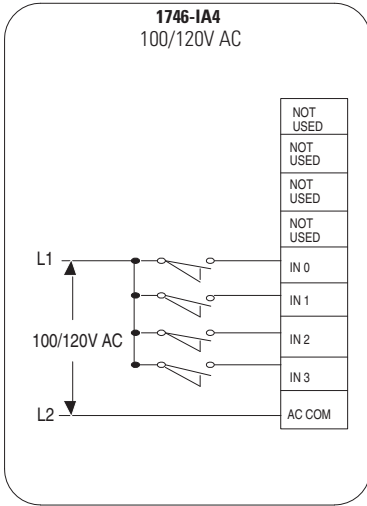 1746-IA4
100/120V AC
NOT
USED
NOT
USED
NOT
USED
NOT
USED
L1
IN 0
IN 1
100/120V AC
IN 2
IN 3
L2
AC COM